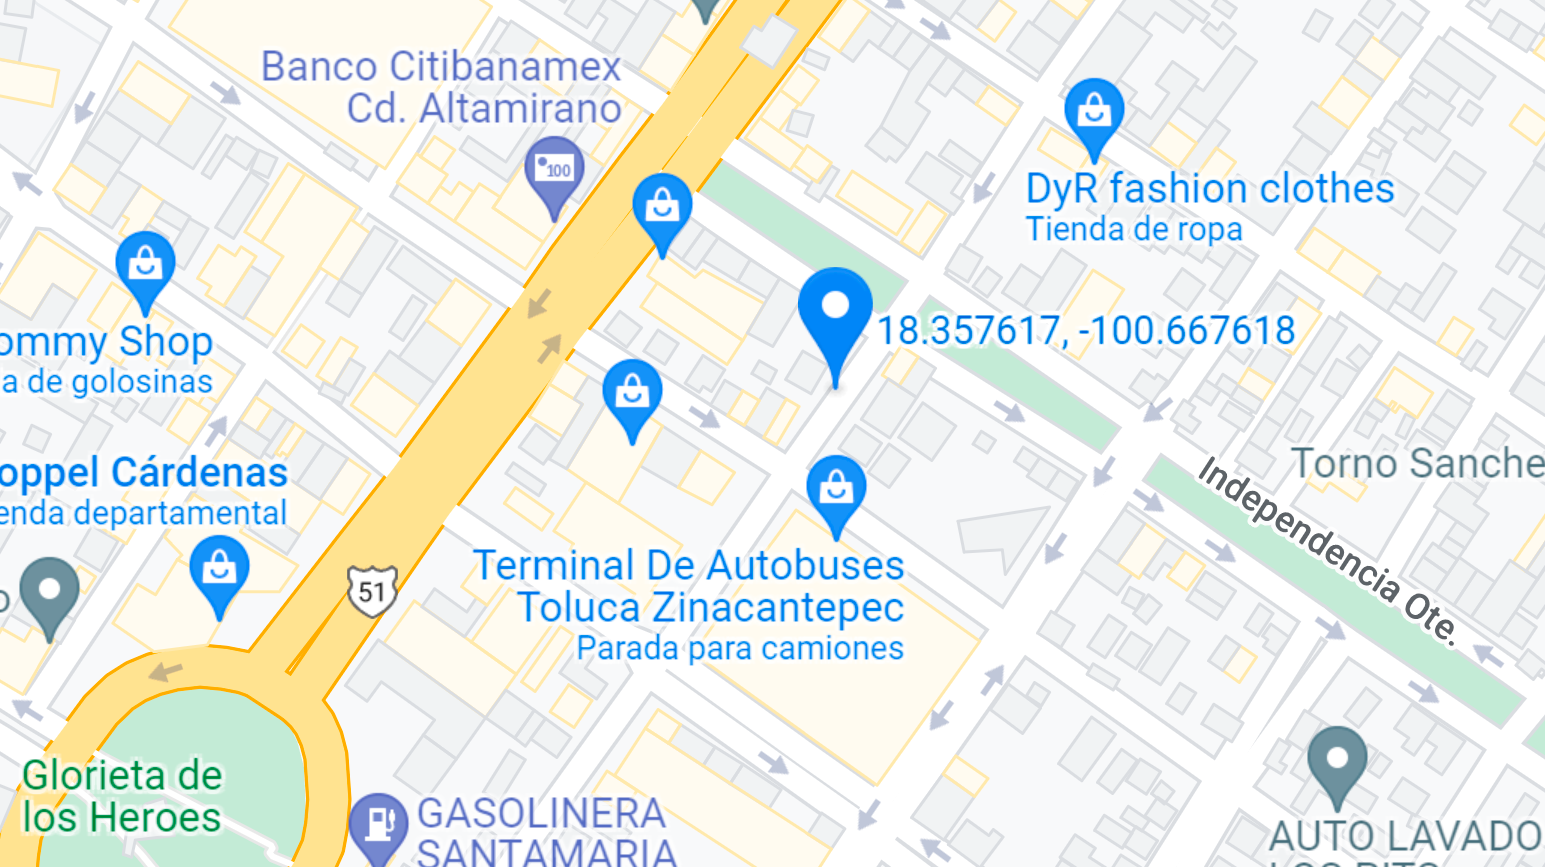 Banco Citibanamex
Cd. Altamirano
100
DyR fashion clothes
Tienda de ropa
18.357617, -100.667618
ommy Shop
a de golosinas
oppel Cárdenas
enda departamental
Torno Sanche
Independencia Ote.
Terminal De Autobuses
Toluca Zinacantepec
Parada para camiones
51
o
Glorieta de
los Heroes
GASOLINERA
SANTAMARIA
AUTO LAVADO